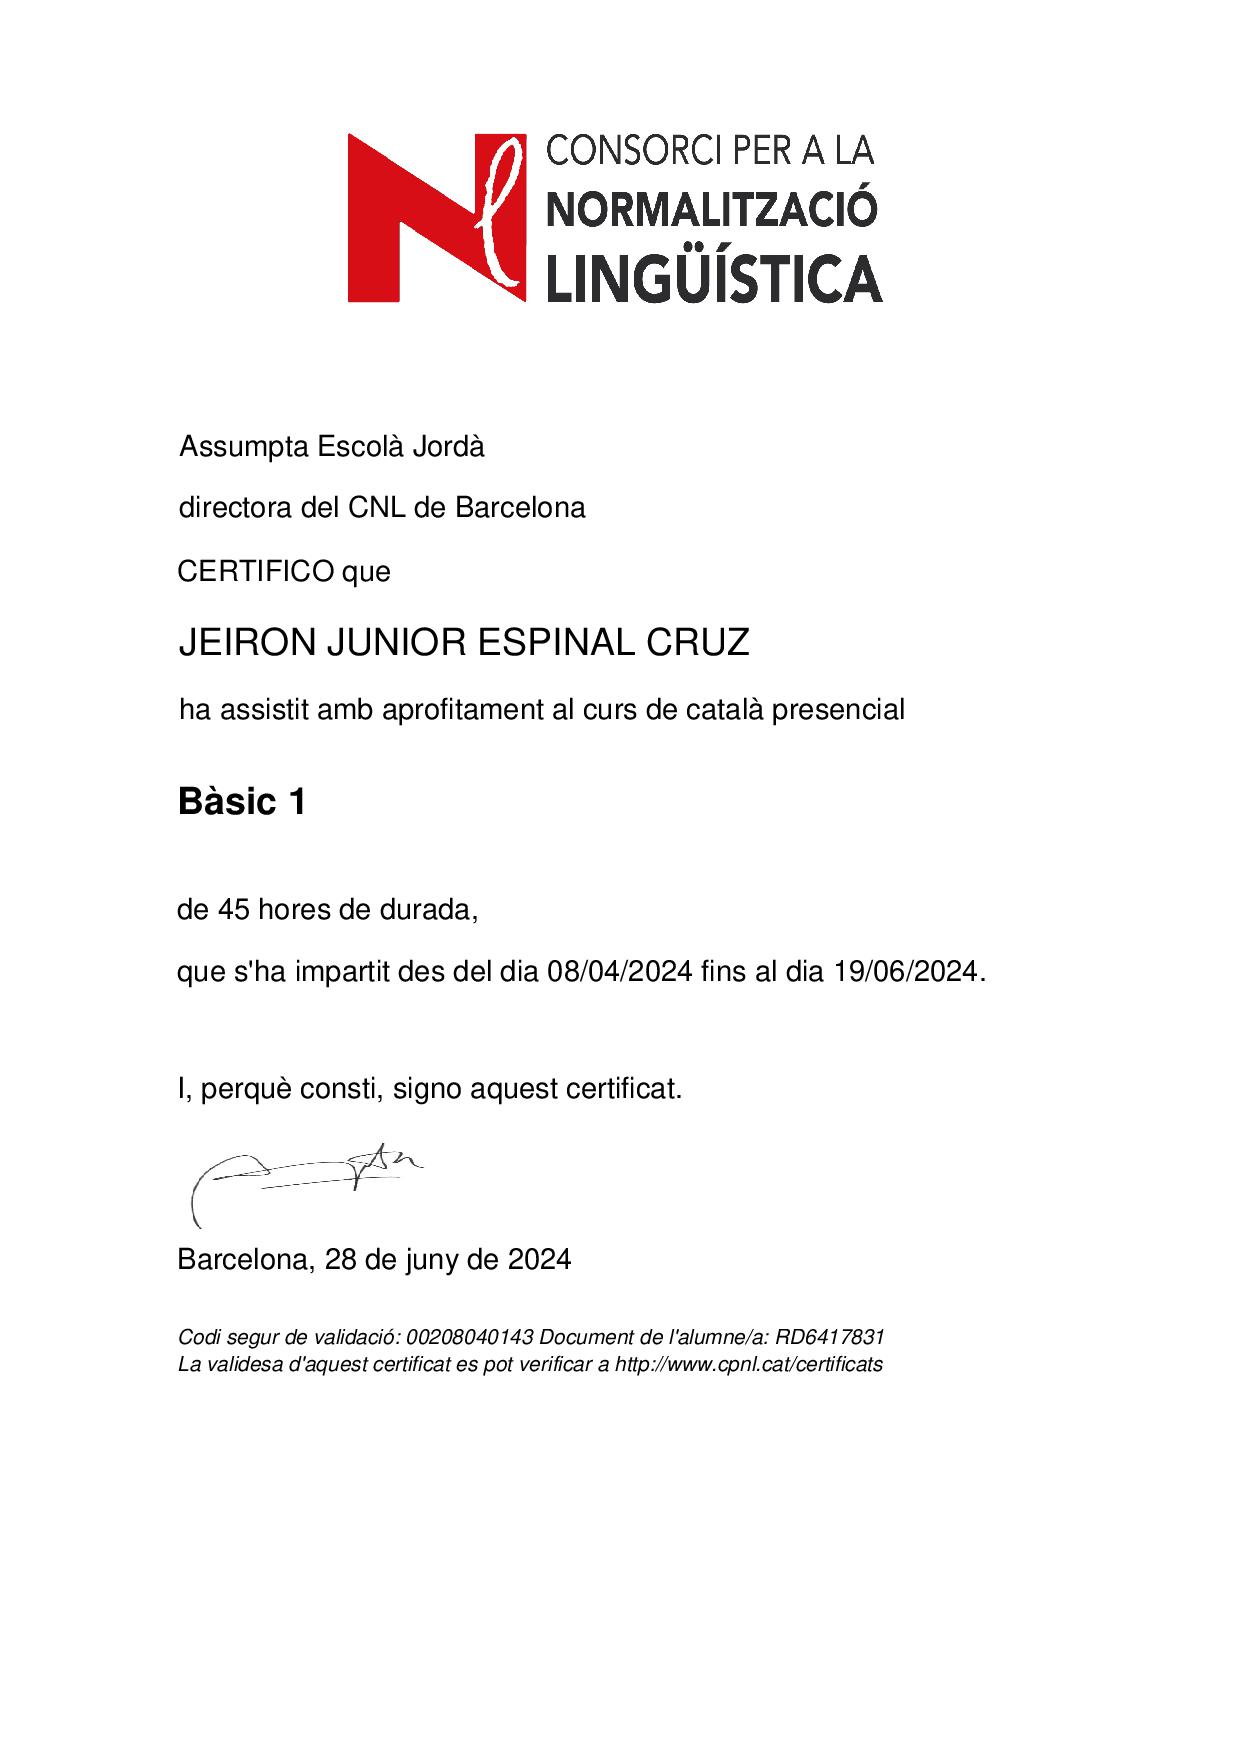 CONSORCI PER A LA
NORMALITZACIÓ
LINGÜÍSTICA
Assumpta Escolà Jordà
directora del CNL de Barcelona
CERTIFICO que
JEIRON JUNIOR ESPINAL CRUZ
ha assistit amb aprofitament al curs de català presencial
Bàsic 1
de 45 hores de durada,
que s'ha impartit des del dia 08/04/2024 fins al dia 19/06/2024.
I, perquè consti, signo aquest certificat.
Barcelona, 28 de juny de 2024
Codi segur de validació: 00208040143 Document de l'alumne/a: RD6417831
La validesa d'aquest certificat es pot verificar a http://www.cpnl.cat/certificats